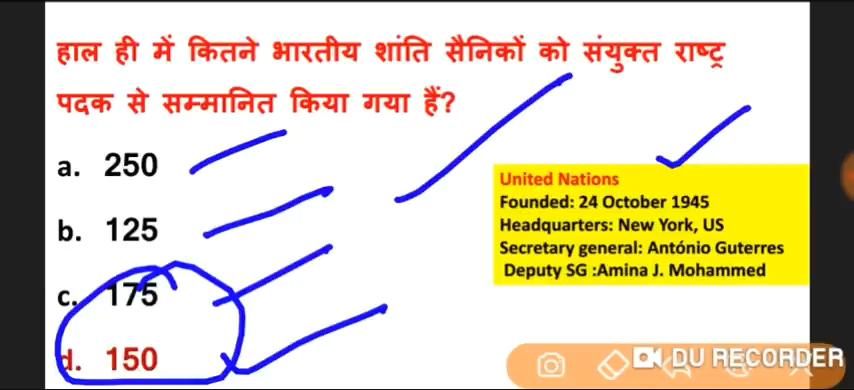 हाल ही में कितने भारतीय शांति सैनिकों को संयुक्त राष्ट्र
पदक से सम्मानित किया गया हैं?
a. 250
b. 125
c. 175
d. 150
United Nations
Founded: 24 October 1945
Headquarters: New York, US
Secretary general: António Guterres
Deputy SG :Amina J. Mohammed
DU RECORDER